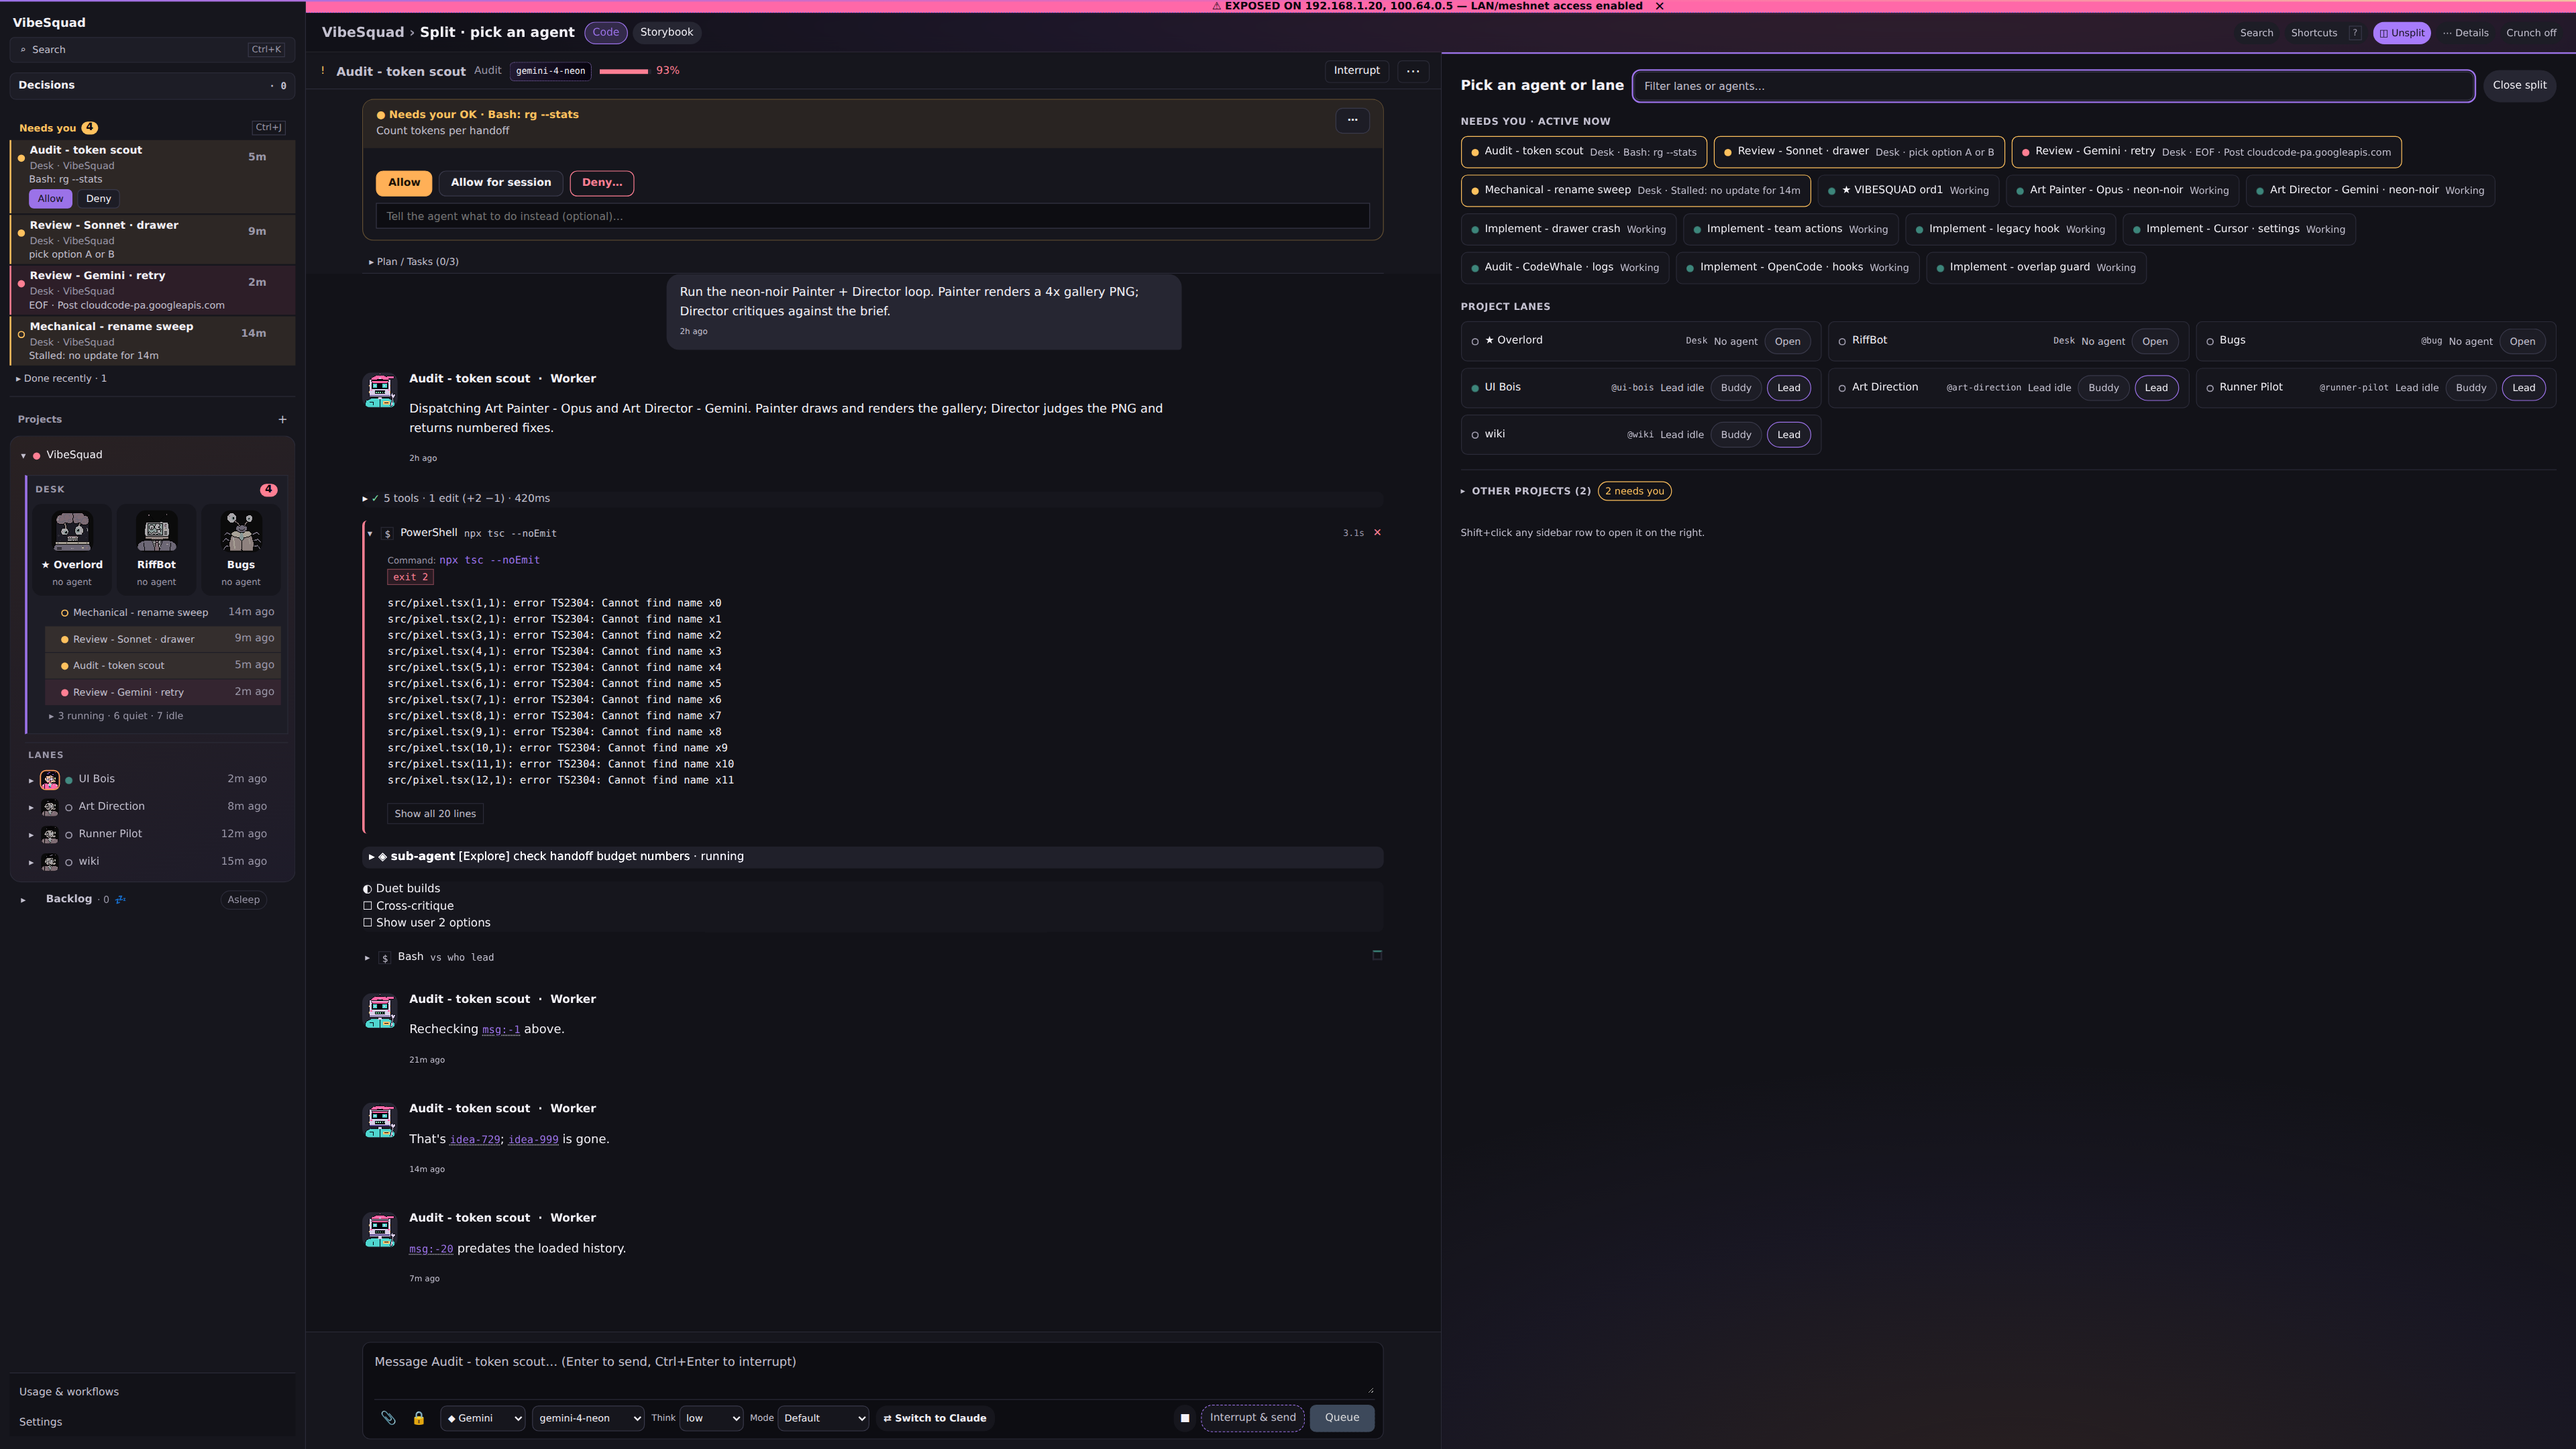 ⚠ EXPOSED ON 192.168.1.20, 100.64.0.5 — LAN/meshnet access enabled ✕
VibeSquad
⌕ Search Ctrl+K
Decisions · 0
Needs you 4 Ctrl+J
Audit - token scout 5m
Desk · VibeSquad
Bash: rg --stats
Allow Deny
Review - Sonnet · drawer 9m
Desk · VibeSquad
pick option A or B
Review - Gemini · retry 2m
Desk · VibeSquad
EOF · Post cloudcode-pa.googleapis.com
Mechanical - rename sweep 14m
Desk · VibeSquad
Stalled: no update for 14m
▸ Done recently · 1
Projects +
▾ VibeSquad
DESK 4
★ Overlord RiffBot Bugs
no agent no agent no agent
Mechanical - rename sweep 14m ago
Review - Sonnet · drawer 9m ago
Audit - token scout 5m ago
Review - Gemini · retry 2m ago
▸ 3 running · 6 quiet · 7 idle
LANES
▸ UI Bois 2m ago
▸ Art Direction 8m ago
▸ Runner Pilot 12m ago
▸ wiki 15m ago
▸ Backlog · 0 💤 Asleep
Usage & workflows
Settings
VibeSquad › Split · pick an agent Code Storybook
Search Shortcuts ? ◫ Unsplit ⋯ Details Crunch off
! Audit - token scout Audit gemini-4-neon 93% Interrupt ⋯
Needs your OK · Bash: rg --stats ⋯
Count tokens per handoff
Allow Allow for session Deny…
Tell the agent what to do instead (optional)…
▸ Plan / Tasks (0/3)
Run the neon-noir Painter + Director loop. Painter renders a 4x gallery PNG;
Director critiques against the brief.
2h ago
Audit - token scout · Worker
Dispatching Art Painter - Opus and Art Director - Gemini. Painter draws and renders the gallery; Director judges the PNG and
returns numbered fixes.
2h ago
▸ ✓ 5 tools · 1 edit (+2 −1) · 420ms
▾ $ PowerShell npx tsc --noEmit 3.1s ✕
Command: npx tsc --noEmit
exit 2
src/pixel.tsx(1,1): error TS2304: Cannot find name x0
src/pixel.tsx(2,1): error TS2304: Cannot find name x1
src/pixel.tsx(3,1): error TS2304: Cannot find name x2
src/pixel.tsx(4,1): error TS2304: Cannot find name x3
src/pixel.tsx(5,1): error TS2304: Cannot find name x4
src/pixel.tsx(6,1): error TS2304: Cannot find name x5
src/pixel.tsx(7,1): error TS2304: Cannot find name x6
src/pixel.tsx(8,1): error TS2304: Cannot find name x7
src/pixel.tsx(9,1): error TS2304: Cannot find name x8
src/pixel.tsx(10,1): error TS2304: Cannot find name x9
src/pixel.tsx(11,1): error TS2304: Cannot find name x10
src/pixel.tsx(12,1): error TS2304: Cannot find name x11
Show all 20 lines
▸ ◈ sub-agent [Explore] check handoff budget numbers · running
◐ Duet builds
☐ Cross-critique
☐ Show user 2 options
▸ $ Bash vs who lead
Audit - token scout · Worker
Rechecking msg:-1 above.
21m ago
Audit - token scout · Worker
That's idea-729; idea-999 is gone.
14m ago
Audit - token scout · Worker
msg:-20 predates the loaded history.
7m ago
Message Audit - token scout… (Enter to send, Ctrl+Enter to interrupt)
📎 🔒 ◆ Gemini gemini-4-neon Think low Mode Default ⇄ Switch to Claude ■ Interrupt & send Queue
Pick an agent or lane Filter lanes or agents… Close split
NEEDS YOU · ACTIVE NOW
Audit - token scout Desk · Bash: rg --stats Review - Sonnet · drawer Desk · pick option A or B Review - Gemini · retry Desk · EOF · Post cloudcode-pa.googleapis.com
Mechanical - rename sweep Desk · Stalled: no update for 14m ★ VIBESQUAD ord1 Working Art Painter - Opus · neon-noir Working Art Director - Gemini · neon-noir Working
Implement - drawer crash Working Implement - team actions Working Implement - legacy hook Working Implement - Cursor · settings Working
Audit - CodeWhale · logs Working Implement - OpenCode · hooks Working Implement - overlap guard Working
PROJECT LANES
★ Overlord Desk No agent Open RiffBot Desk No agent Open Bugs @bug No agent Open
UI Bois @ui-bois Lead idle Buddy Lead Art Direction @art-direction Lead idle Buddy Lead Runner Pilot @runner-pilot Lead idle Buddy Lead
wiki @wiki Lead idle Buddy Lead
▸ OTHER PROJECTS (2) 2 needs you
Shift+click any sidebar row to open it on the right.